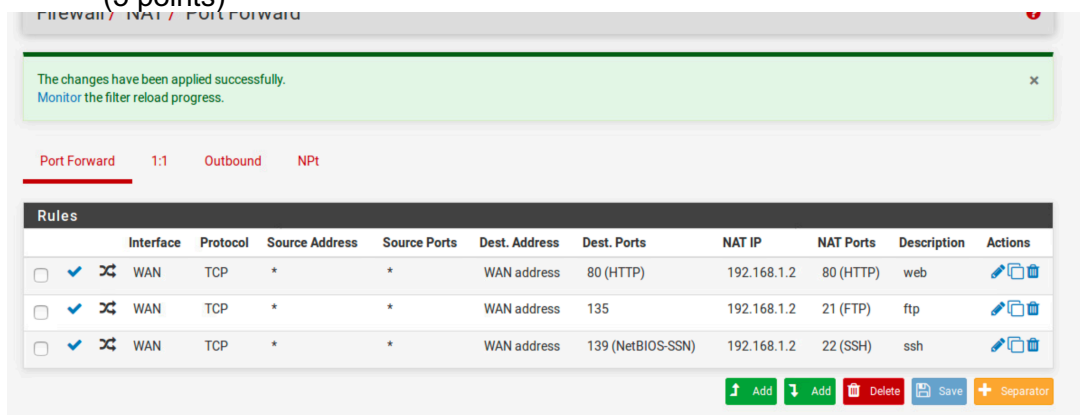 (5 points)
Firewall / NAT / Port Forward
The changes have been applied successfully.
Monitor the filter reload progress.
Port Forward 1:1 Outbound NPt
Rules
Interface Protocol Source Address Source Ports Dest. Address Dest. Ports NAT IP NAT Ports Description Actions
WAN TCP * * WAN address 80 (HTTP) 192.168.1.2 80 (HTTP) web
WAN TCP * * WAN address 135 192.168.1.2 21 (FTP) ftp
WAN TCP * * WAN address 139 (NetBIOS-SSN) 192.168.1.2 22 (SSH) ssh
Add Add Delete Save Separator